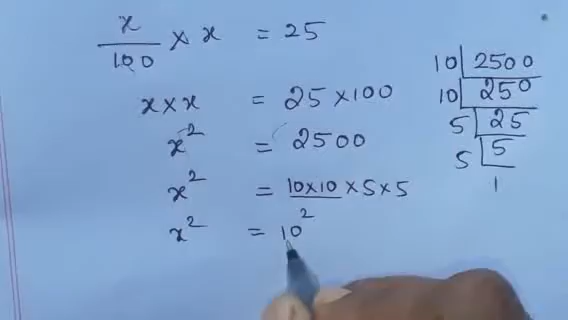 x/100 × x = 25
x × x = 25 × 100
x² = 2500
x² = 10×10 × 5 × 5
x² = 10²
10 | 2500
10 | 250
5 | 25
5 | 5
1